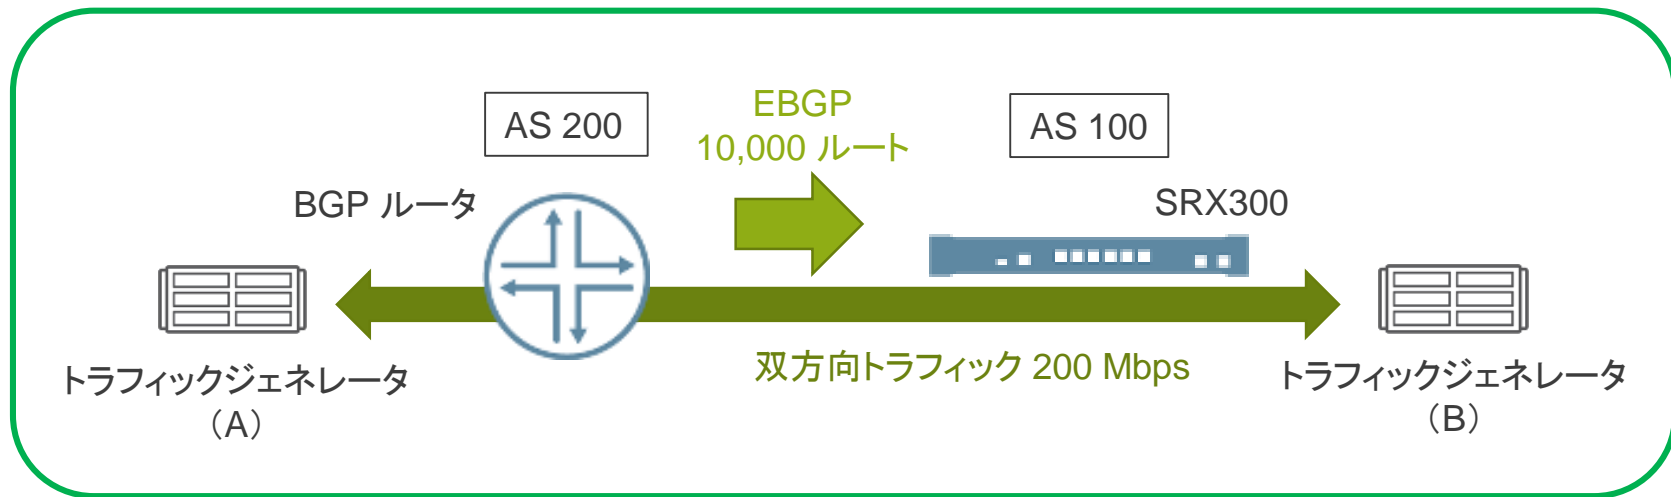 AS 200
EBGP
10,000 ルート
AS 100
BGP ルータ
SRX300
双方向トラフィック 200 Mbps
トラフィックジェネレータ
（A）
トラフィックジェネレータ
（B）